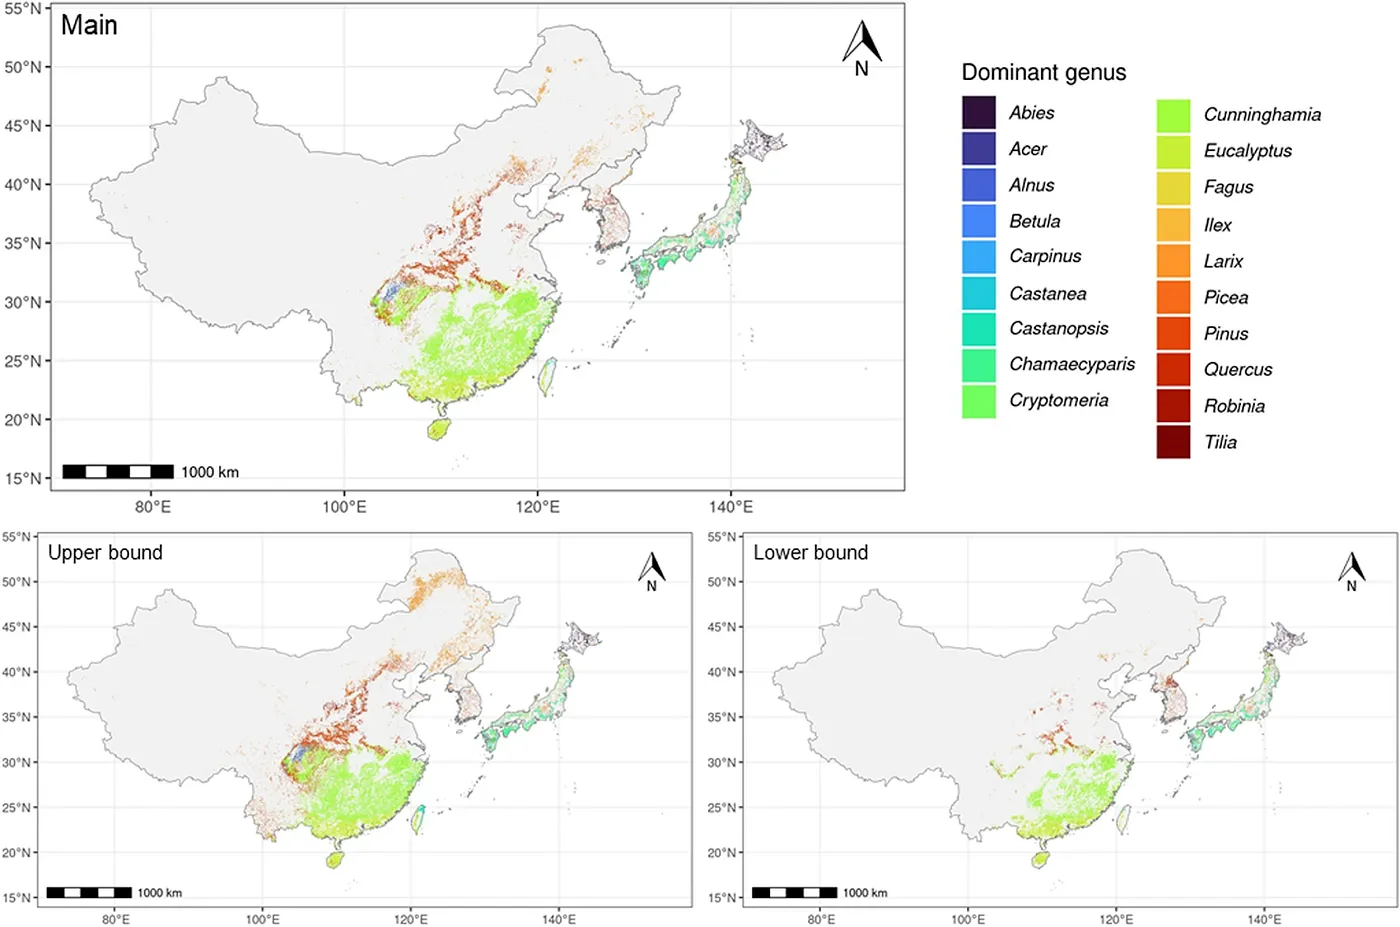 Main
N
55°N
50°N
45°N
40°N
35°N
30°N
25°N
20°N
15°N
1000 km
80°E
100°E
120°E
140°E
Dominant genus
Abies
Acer
Alnus
Betula
Carpinus
Castanea
Castanopsis
Chamaecyparis
Cryptomeria
Cunninghamia
Eucalyptus
Fagus
Ilex
Larix
Picea
Pinus
Quercus
Robinia
Tilia
Upper bound
N
55°N
50°N
45°N
40°N
35°N
30°N
25°N
20°N
15°N
1000 km
80°E
100°E
120°E
140°E
Lower bound
N
55°N
50°N
45°N
40°N
35°N
30°N
25°N
20°N
15°N
1000 km
80°E
100°E
120°E
140°E